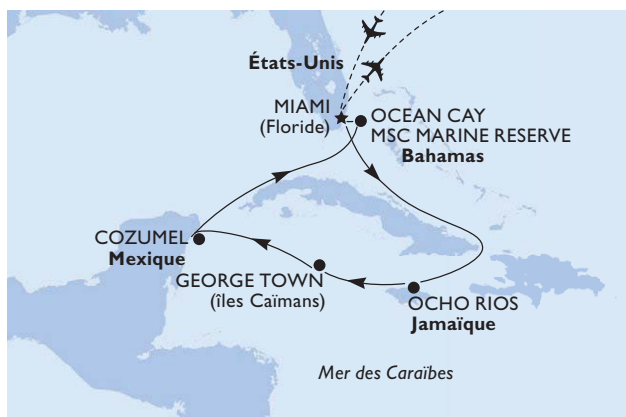 États-Unis
MIAMI
(Floride)
OCEAN CAY
MSC MARINE RESERVE
Bahamas
COZUMEL
Mexique
GEORGE TOWN
(îles Caïmans)
OCHO RIOS
Jamaïque
Mer des Caraïbes